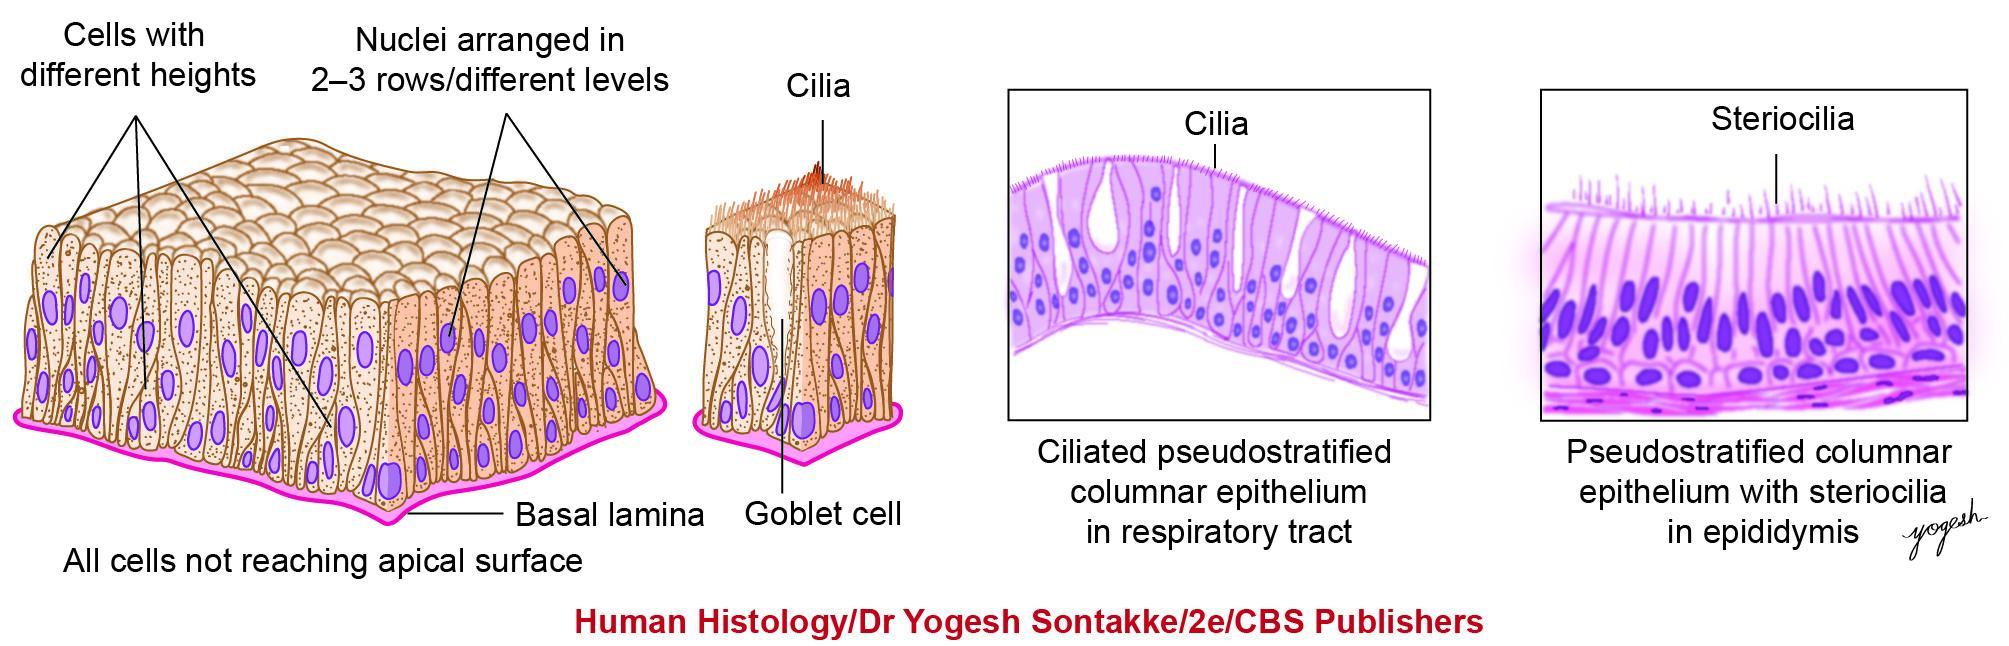 Cells with
different heights
Nuclei arranged in
2–3 rows/different levels
Cilia
Basal lamina
Goblet cell
All cells not reaching apical surface
Cilia
Ciliated pseudostratified
columnar epithelium
in respiratory tract
Steriocilia
Pseudostratified columnar
epithelium with steriocilia
in epididymis
yogesh
Human Histology/Dr Yogesh Sontakke/2e/CBS Publishers